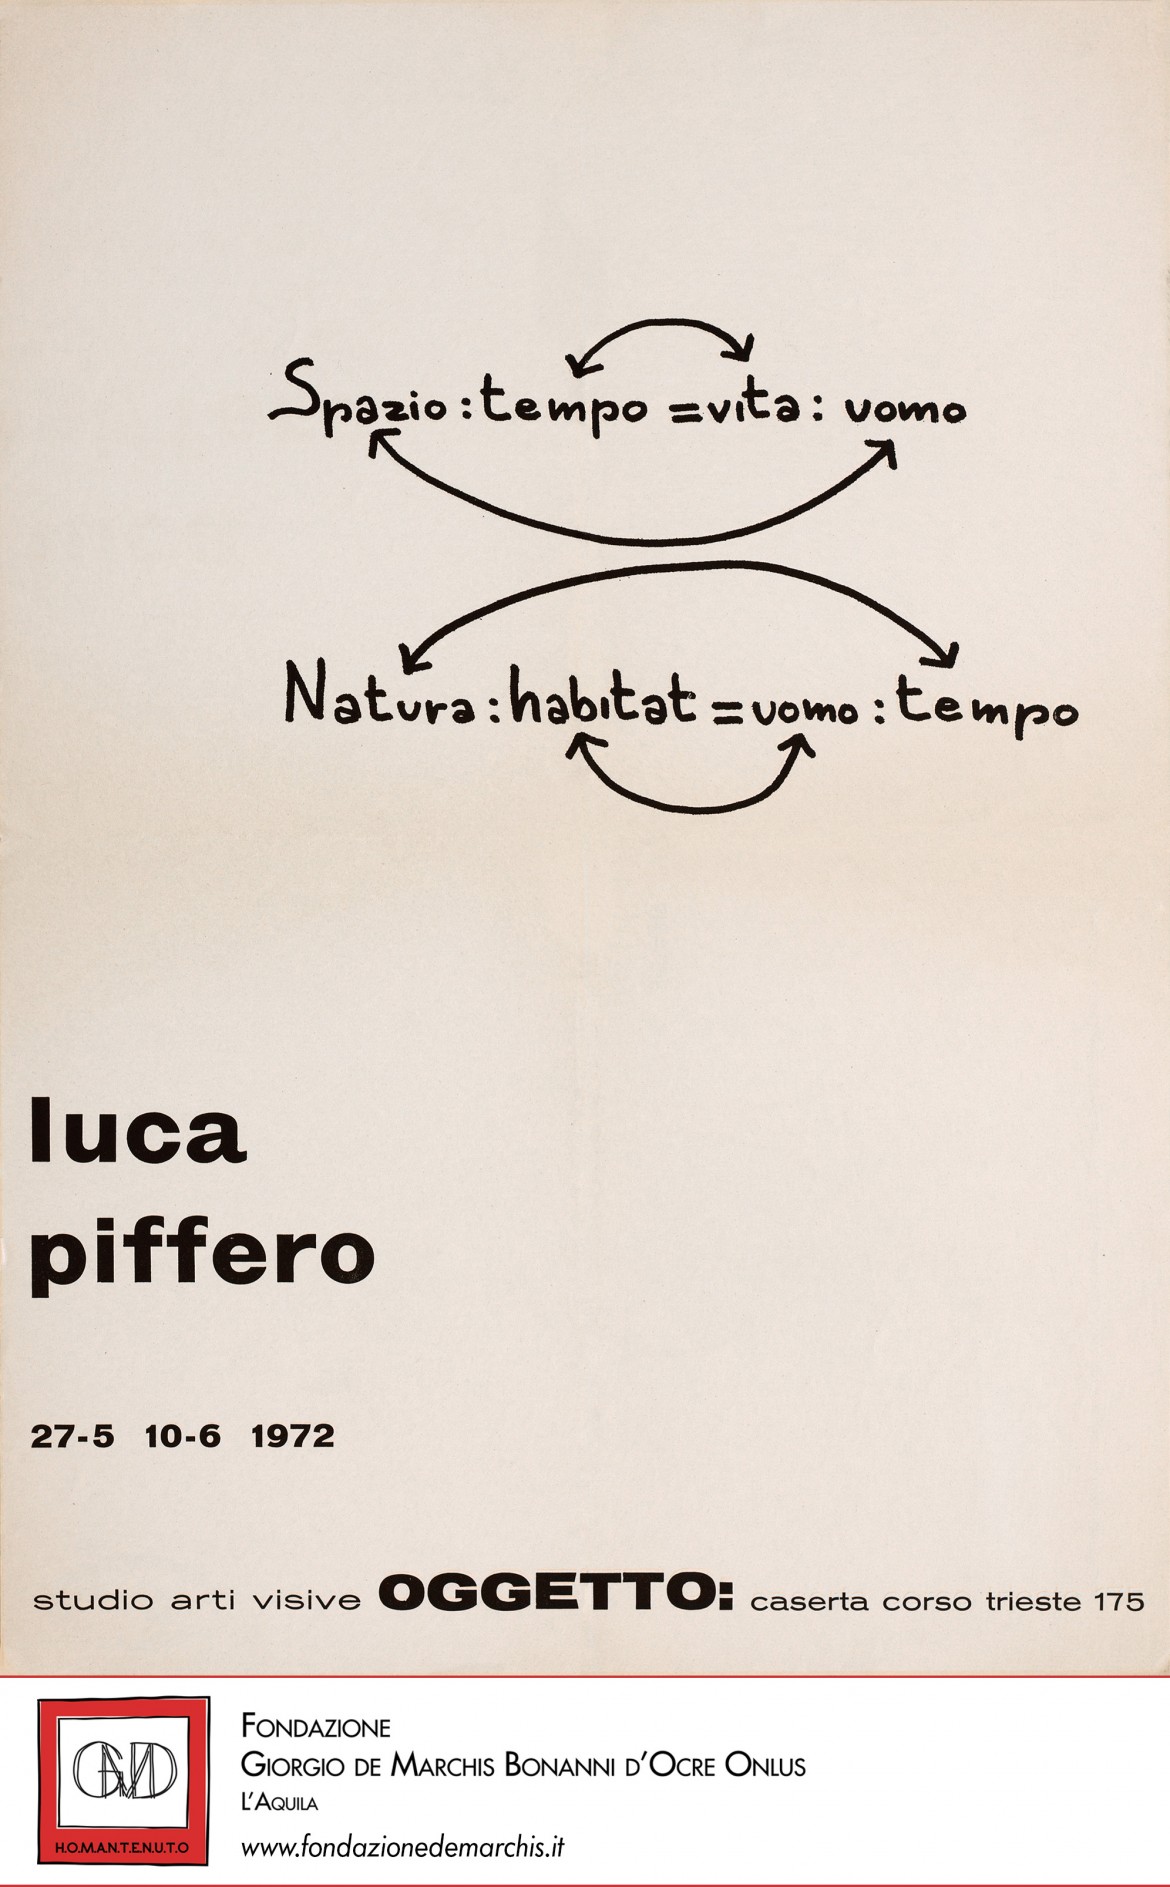 Spazio : tempo = vita : uomo
Natura : habitat = uomo : tempo
luca
piffero
27-5 10-6 1972
studio arti visive OGGETTO: caserta corso trieste 175
GMD
H.O.M.A.N.T.E.N.U.T.O
Fondazione
Giorgio de Marchis Bonanni d'Ocre Onlus
L'Aquila
www.fondazionedemarchis.it